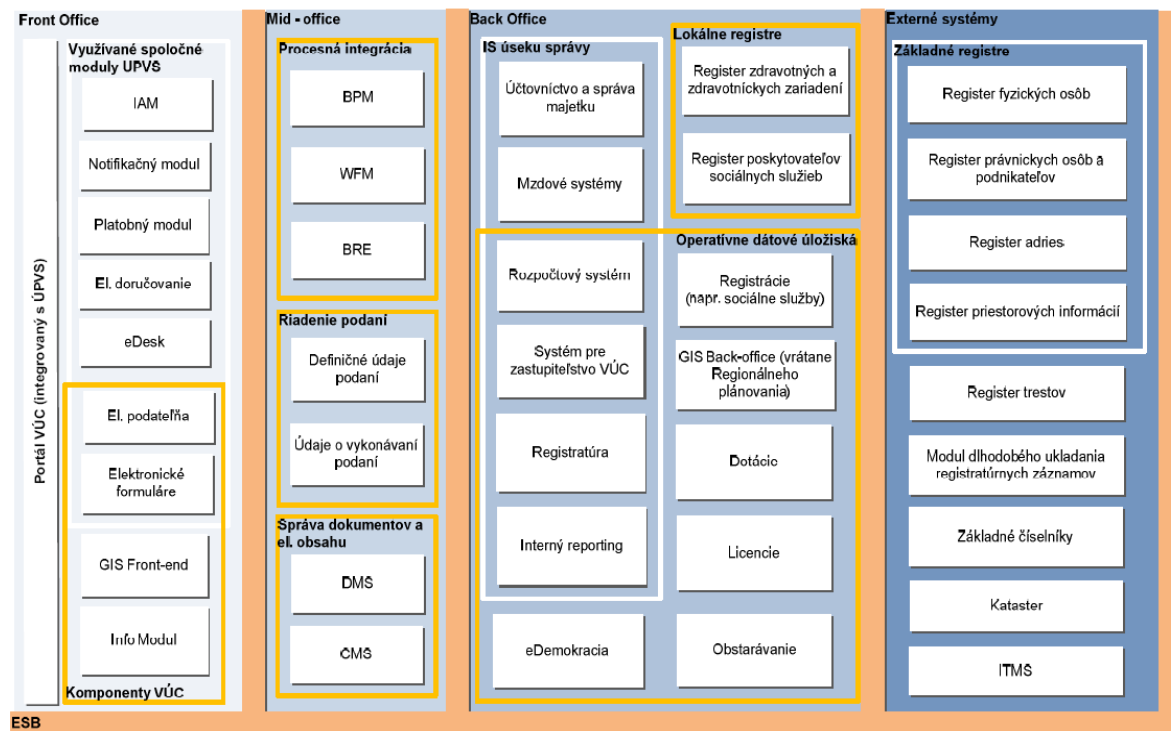 Front Office
Portál VÚC (integrovaný s ÚPVS)
Využívané spoločné
moduly UPVS
IAM
Notifikačný modul
Platobný modul
El. doručovanie
eDesk
El. podateľňa
Elektronické
formuláre
GIS Front-end
Info Modul
Komponenty VÚC
Mid - office
Procesná integrácia
BPM
WFM
BRE
Riadenie podaní
Definičné údaje
podaní
Údaje o vykonávaní
podaní
Správa dokumentov a
el. obsahu
DMS
CMS
Back Office
IS úseku správy
Účtovníctvo a správa
majetku
Mzdové systémy
Rozpočtový systém
Systém pre
zastupiteľstvo VÚC
Registratúra
Interný reporting
eDemokracia
Lokálne registre
Register zdravotných a
zdravotníckych zariadení
Register poskytovateľov
sociálnych služieb
Operatívne dátové úložiská
Registrácie
(napr. sociálne služby)
GIS Back-office (vrátane
Regionálneho
plánovania)
Dotácie
Licencie
Obstarávanie
Externé systémy
Základné registre
Register fyzických osôb
Register právnických osôb a
podnikateľov
Register adries
Register priestorových informácií
Register trestov
Modul dlhodobého ukladania
registratúrnych záznamov
Základné číselníky
Kataster
ITMS
ESB